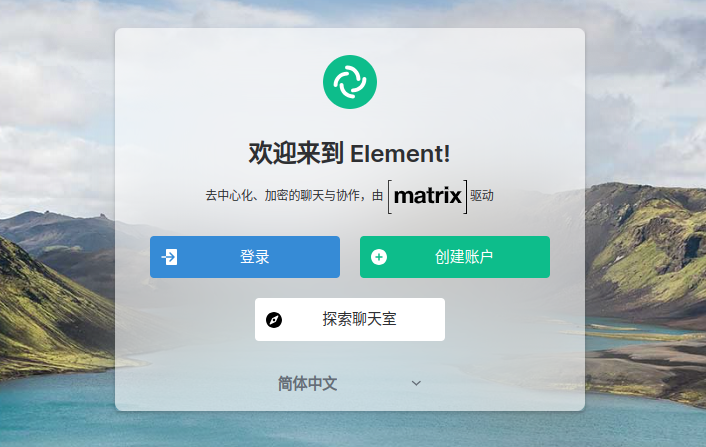 欢迎来到 Element!
去中心化、加密的聊天与协作，由 [matrix] 驱动
登录
创建账户
探索聊天室
简体中文